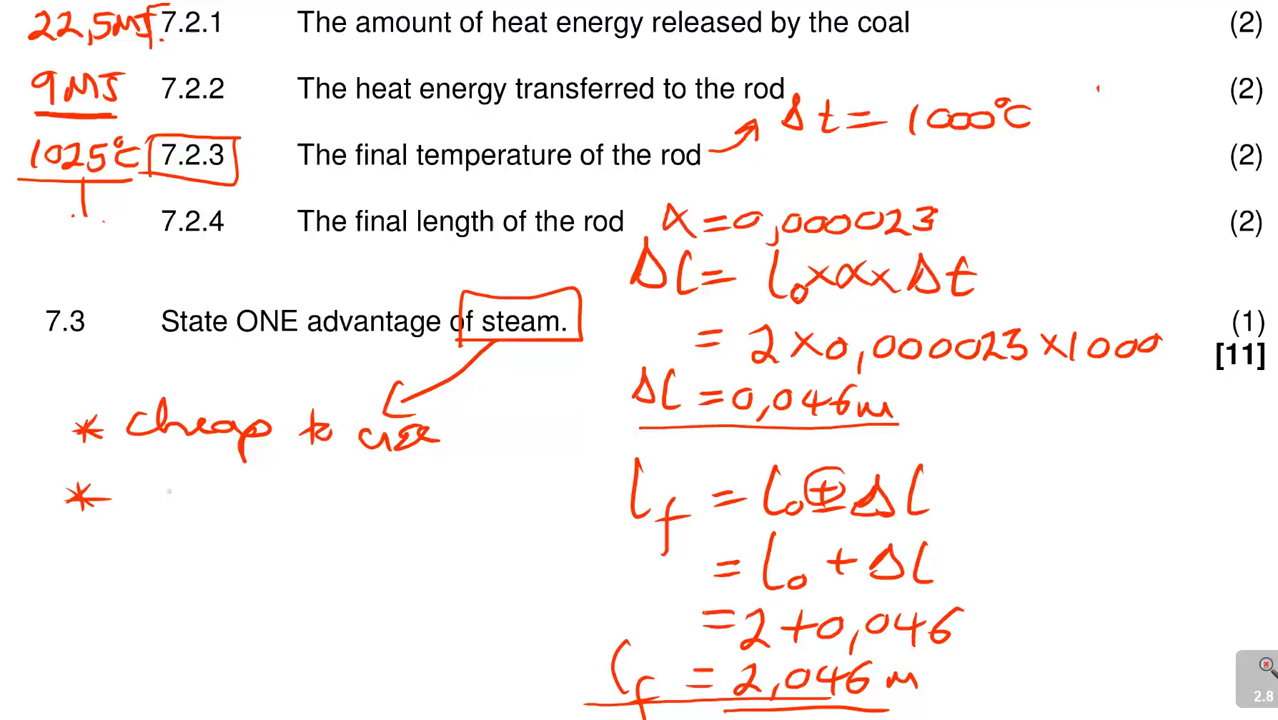 22,5MJ. 7.2.1 The amount of heat energy released by the coal (2)
9MJ 7.2.2 The heat energy transferred to the rod (2)
Δt = 1000°C
1025°C 7.2.3 The final temperature of the rod (2)
7.2.4 The final length of the rod (2)
α = 0,000023
Δl = l₀ × α × Δt
7.3 State ONE advantage of steam. (1)
= 2 × 0,000023 × 1000
[11]
Δl = 0,046m
* cheap to use
*
lf = l₀ ± Δl
= l₀ + Δl
= 2 + 0,046
lf = 2,046 m
2.8